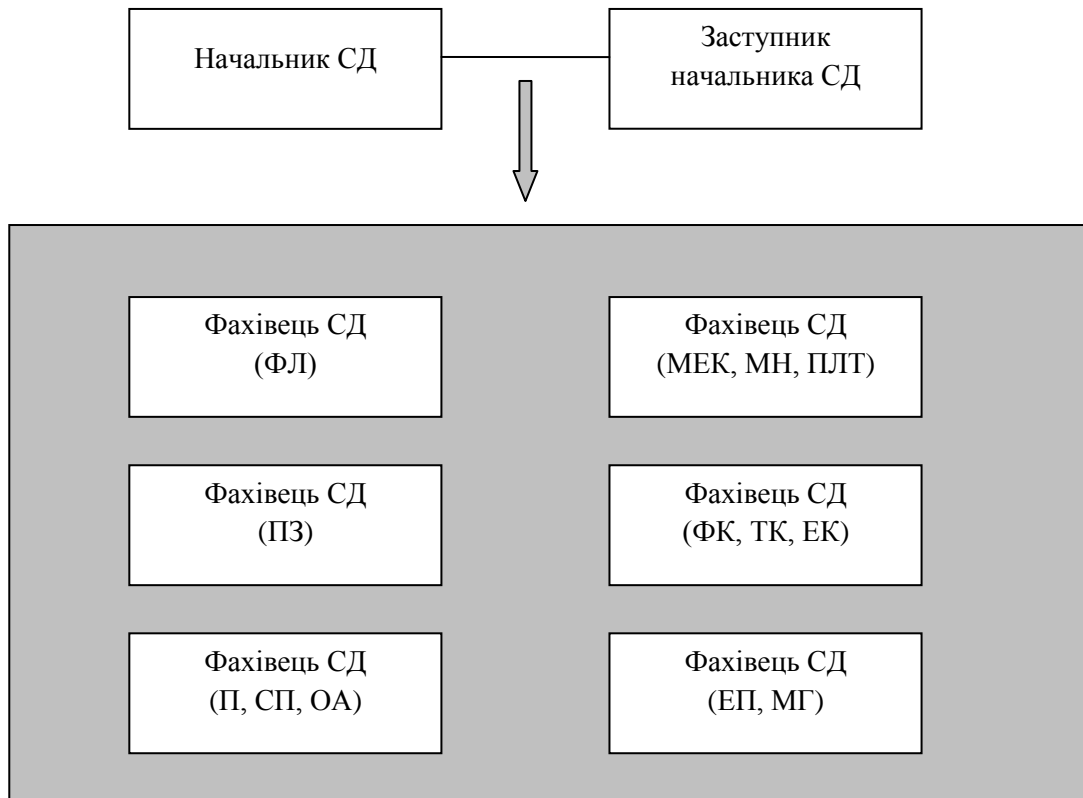 Начальник СД
Заступник
начальника СД
Фахівець СД
(ФЛ)
Фахівець СД
(МЕК, МН, ПЛТ)
Фахівець СД
(ПЗ)
Фахівець СД
(ФК, ТК, ЕК)
Фахівець СД
(П, СП, ОА)
Фахівець СД
(ЕП, МГ)